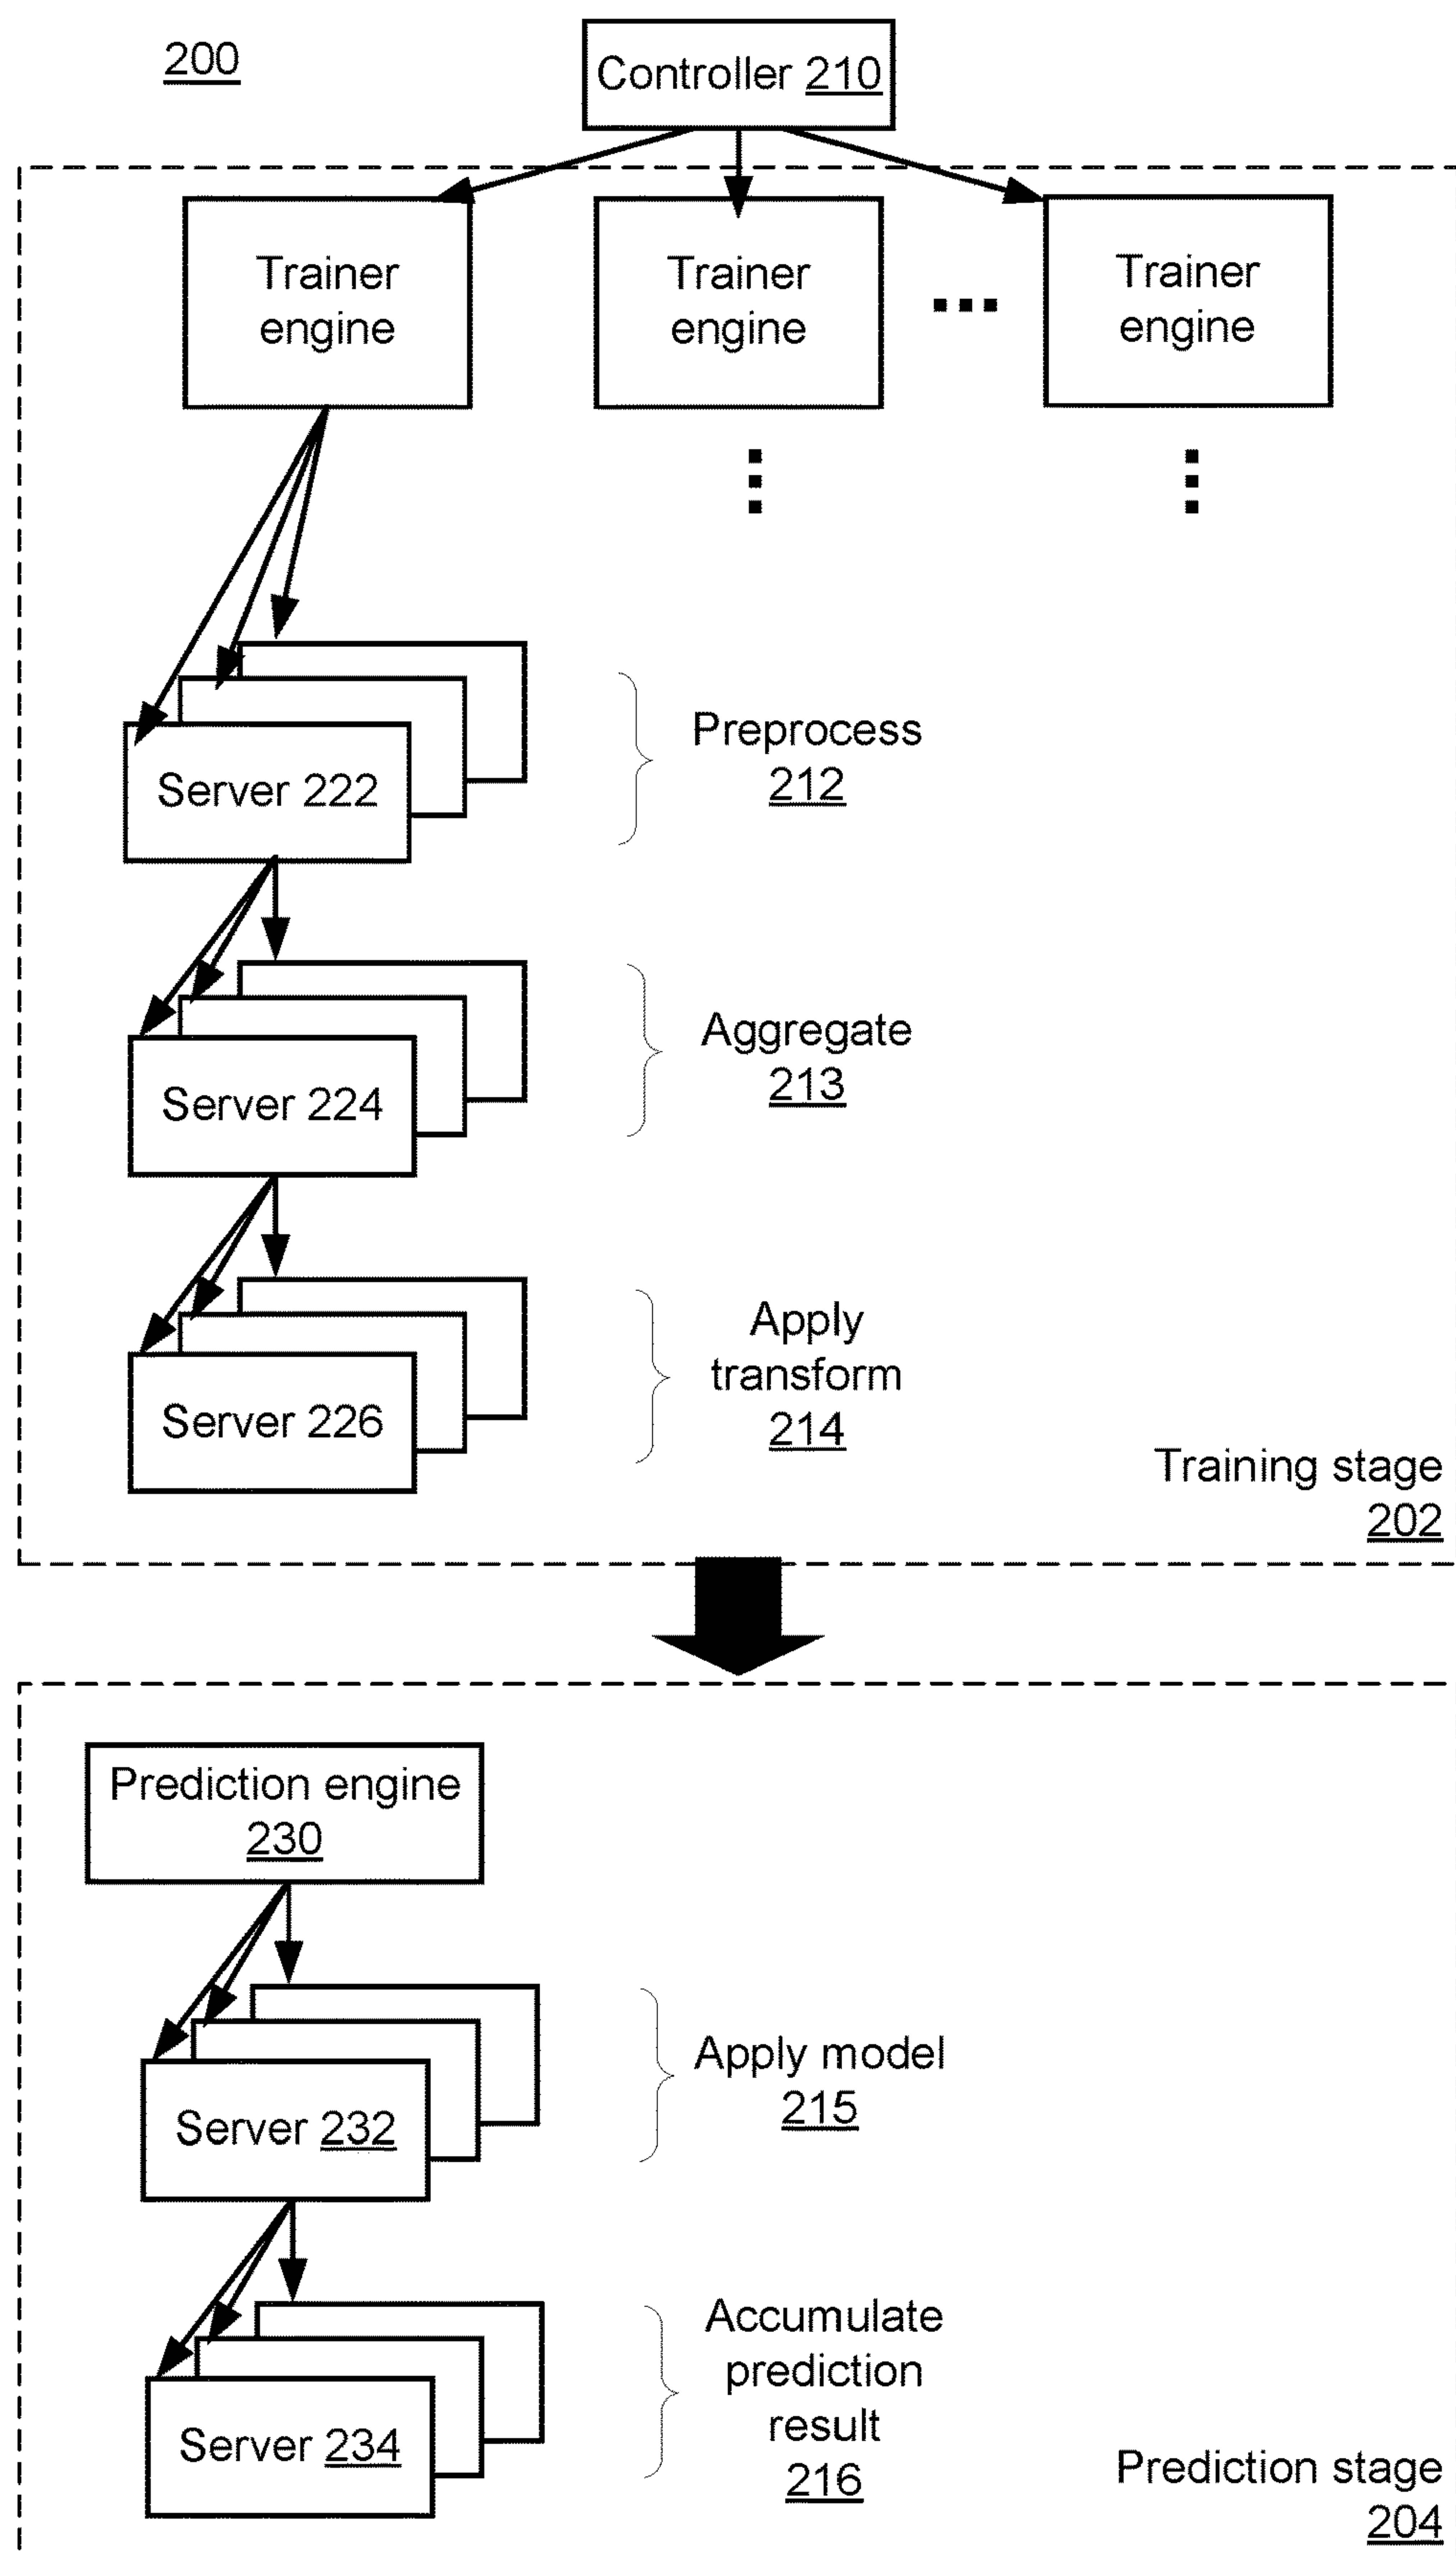 200
Controller 210
Trainer
engine
Trainer
engine
Trainer
engine
Server 222
Preprocess
212
Server 224
Aggregate
213
Server 226
Apply
transform
214
Training stage
202
Prediction engine
230
Server 232
Apply model
215
Server 234
Accumulate
prediction
result
216
Prediction stage
204